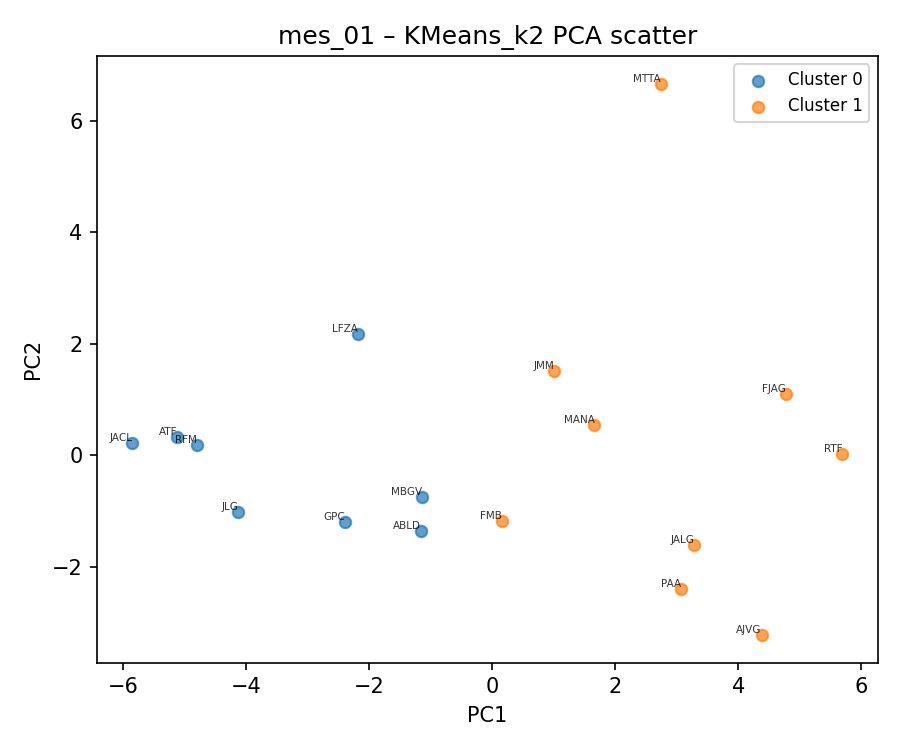 mes_01 – KMeans_k2 PCA scatter
Cluster 0
Cluster 1
MTTA
6
4
LFZA
2
JMM
FJAG
MANA
ATF
JACL
RFM
RTF
0
MBGV
JLG
GPC
FMB
ABLD
JALG
−2
PAA
AJVG
PC2
−6
−4
−2
0
2
4
6
PC1